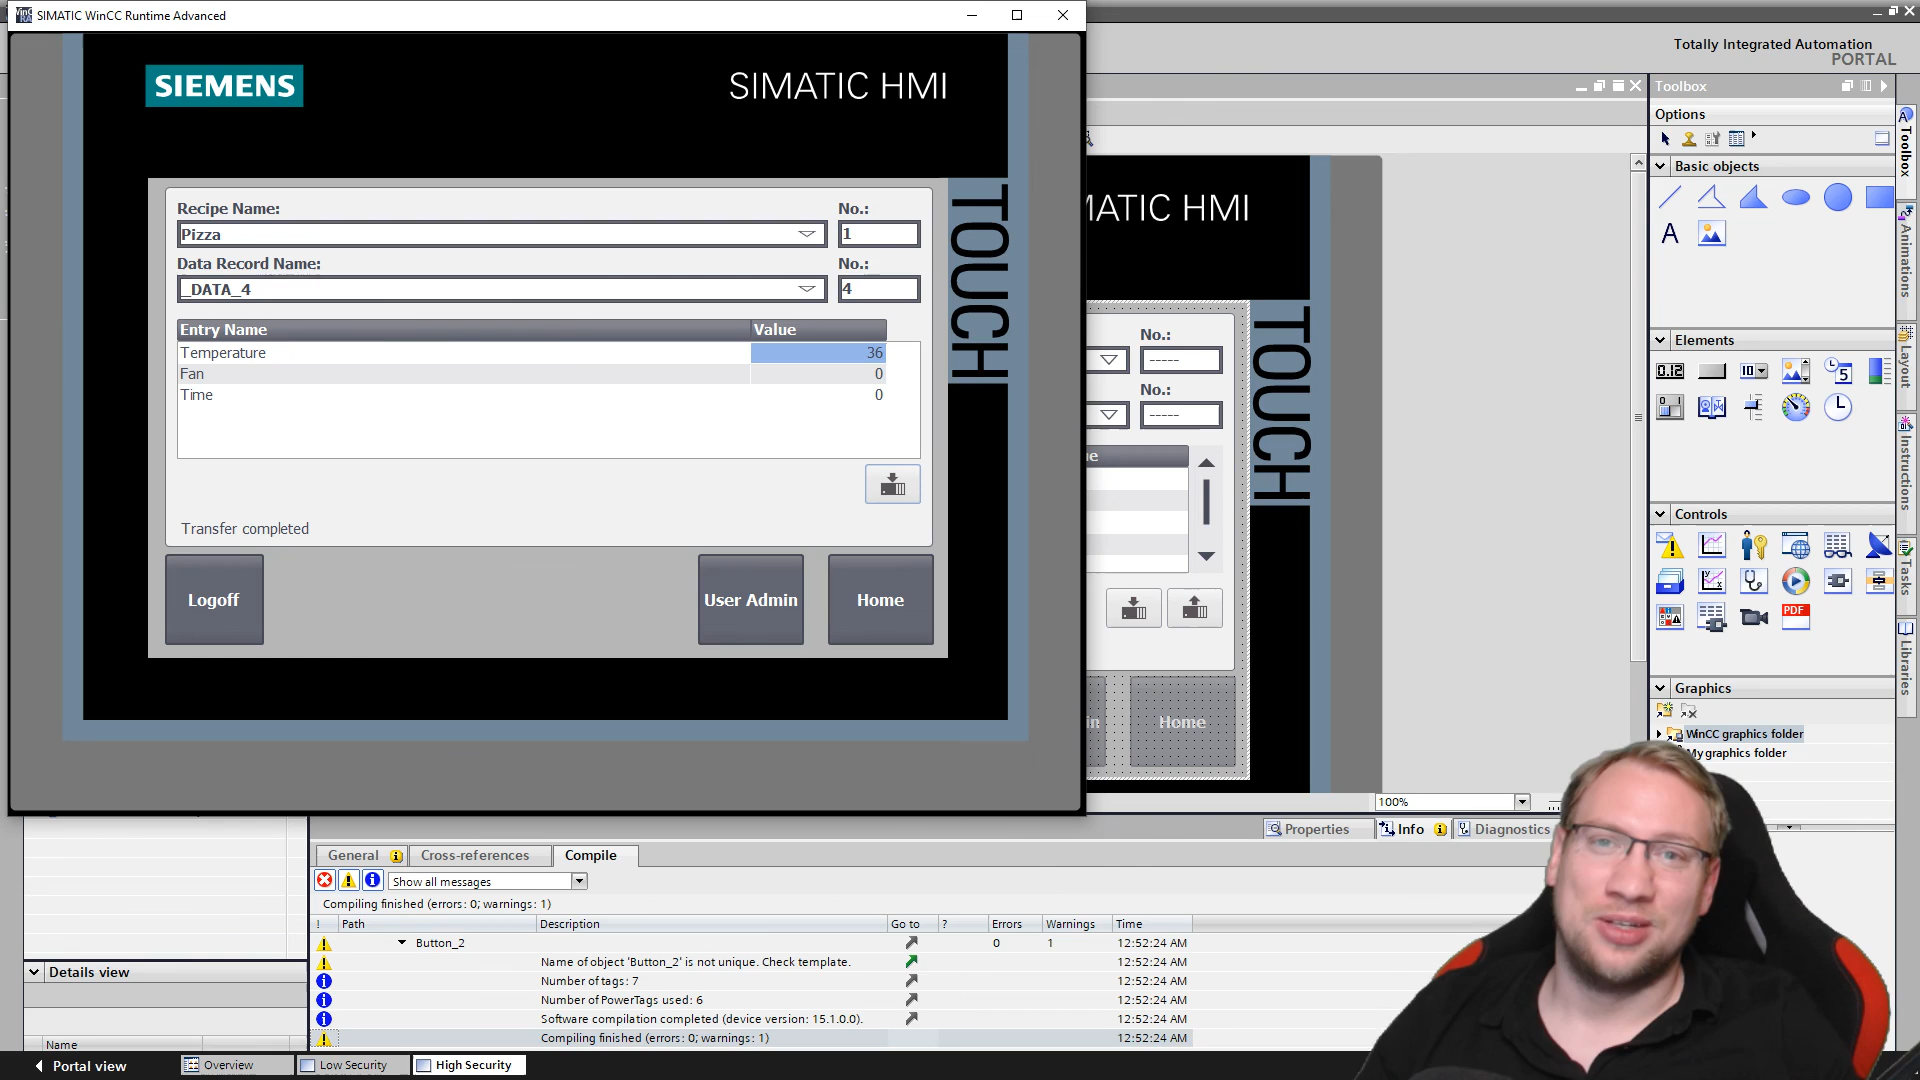 SIMATIC WinCC Runtime Advanced
Totally Integrated Automation
PORTAL
SIEMENS
SIMATIC HMI
TOUCH
Recipe Name:
No.:
Pizza
1
Data Record Name:
No.:
_DATA_4
4
Entry Name
Value
Temperature
36
Fan
0
Time
0
Transfer completed
Logoff
User Admin
Home
MATIC HMI
TOUCH
No.:
-----
No.:
-----
ue
in
Home
100%
Toolbox
Options
Basic objects
A
Elements
0.12
10
5
Controls
PDF
Graphics
WinCC graphics folder
My graphics folder
Toolbox
Animations
Layout
Instructions
Tasks
Libraries
Properties
Info
Diagnostics
General
Cross-references
Compile
Show all messages
Compiling finished (errors: 0; warnings: 1)
! Path Description Go to ? Errors Warnings Time
Button_2 0 1 12:52:24 AM
Name of object 'Button_2' is not unique. Check template. 12:52:24 AM
Number of tags: 7 12:52:24 AM
Number of PowerTags used: 6 12:52:24 AM
Software compilation completed (device version: 15.1.0.0). 12:52:24 AM
Compiling finished (errors: 0; warnings: 1) 12:52:24 AM
Details view
Name
Portal view
Overview
Low Security
High Security